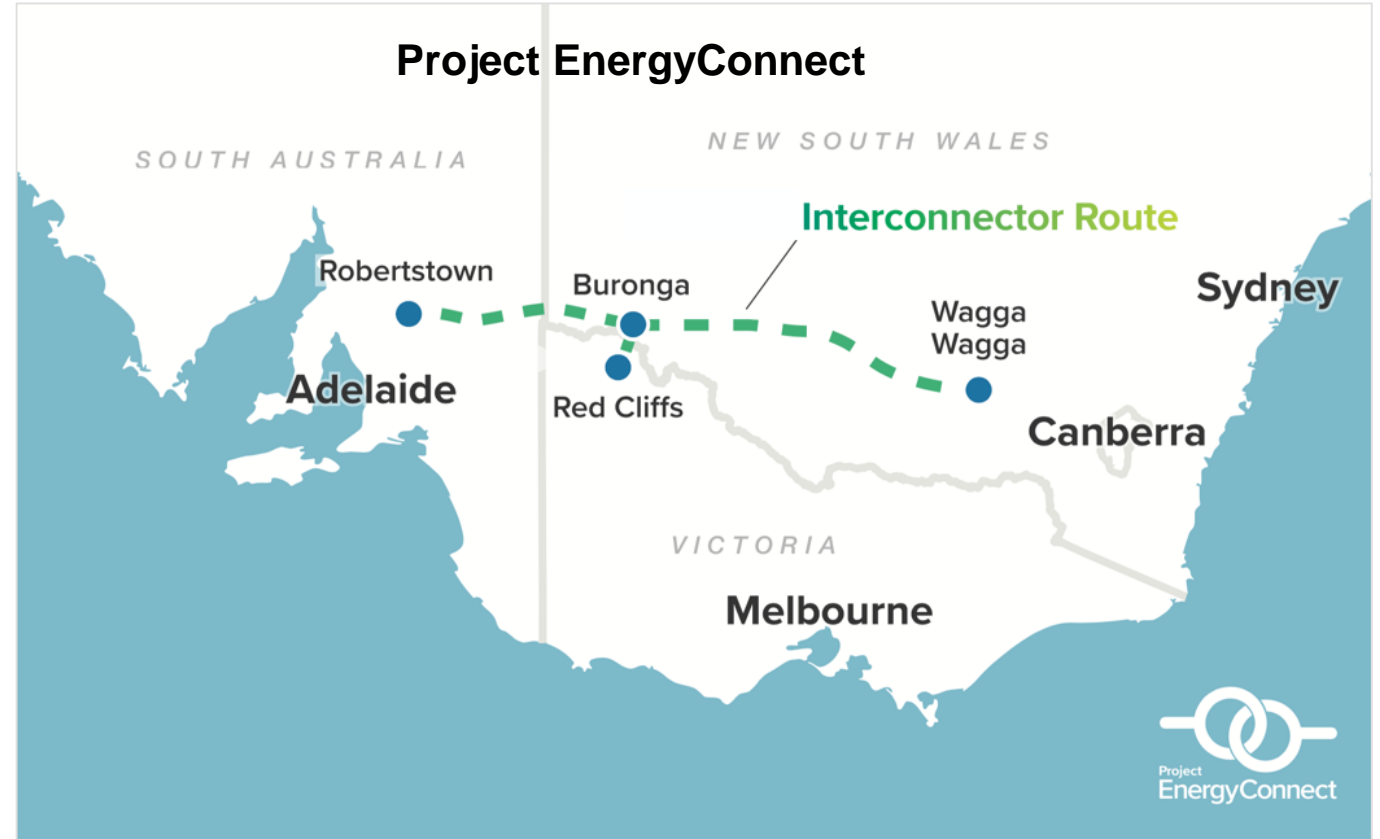 Project EnergyConnect
NEW SOUTH WALES
SOUTH AUSTRALIA
Interconnector Route
Robertstown
Buronga
Sydney
Wagga
Wagga
Adelaide
Red Cliffs
Canberra
VICTORIA
Melbourne
Project
EnergyConnect